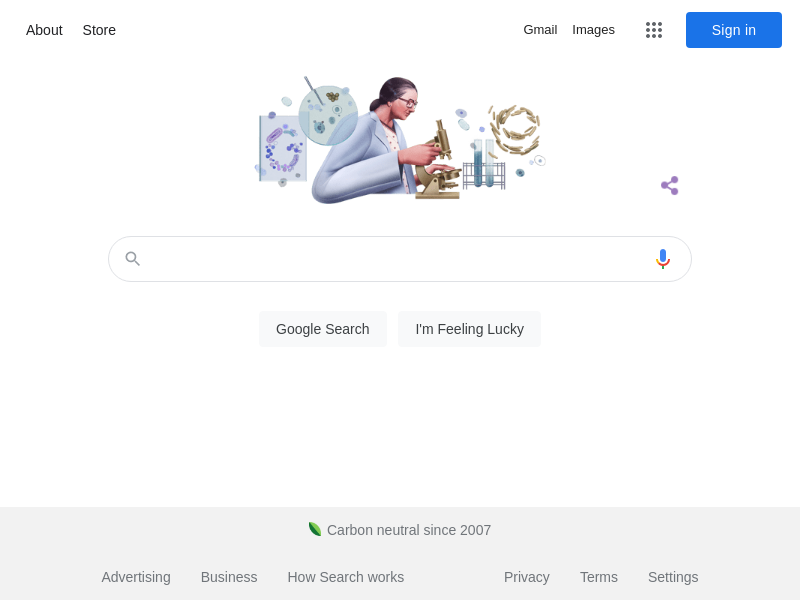 About Store Gmail Images Sign in
Google Search I'm Feeling Lucky
Carbon neutral since 2007
Advertising Business How Search works Privacy Terms Settings